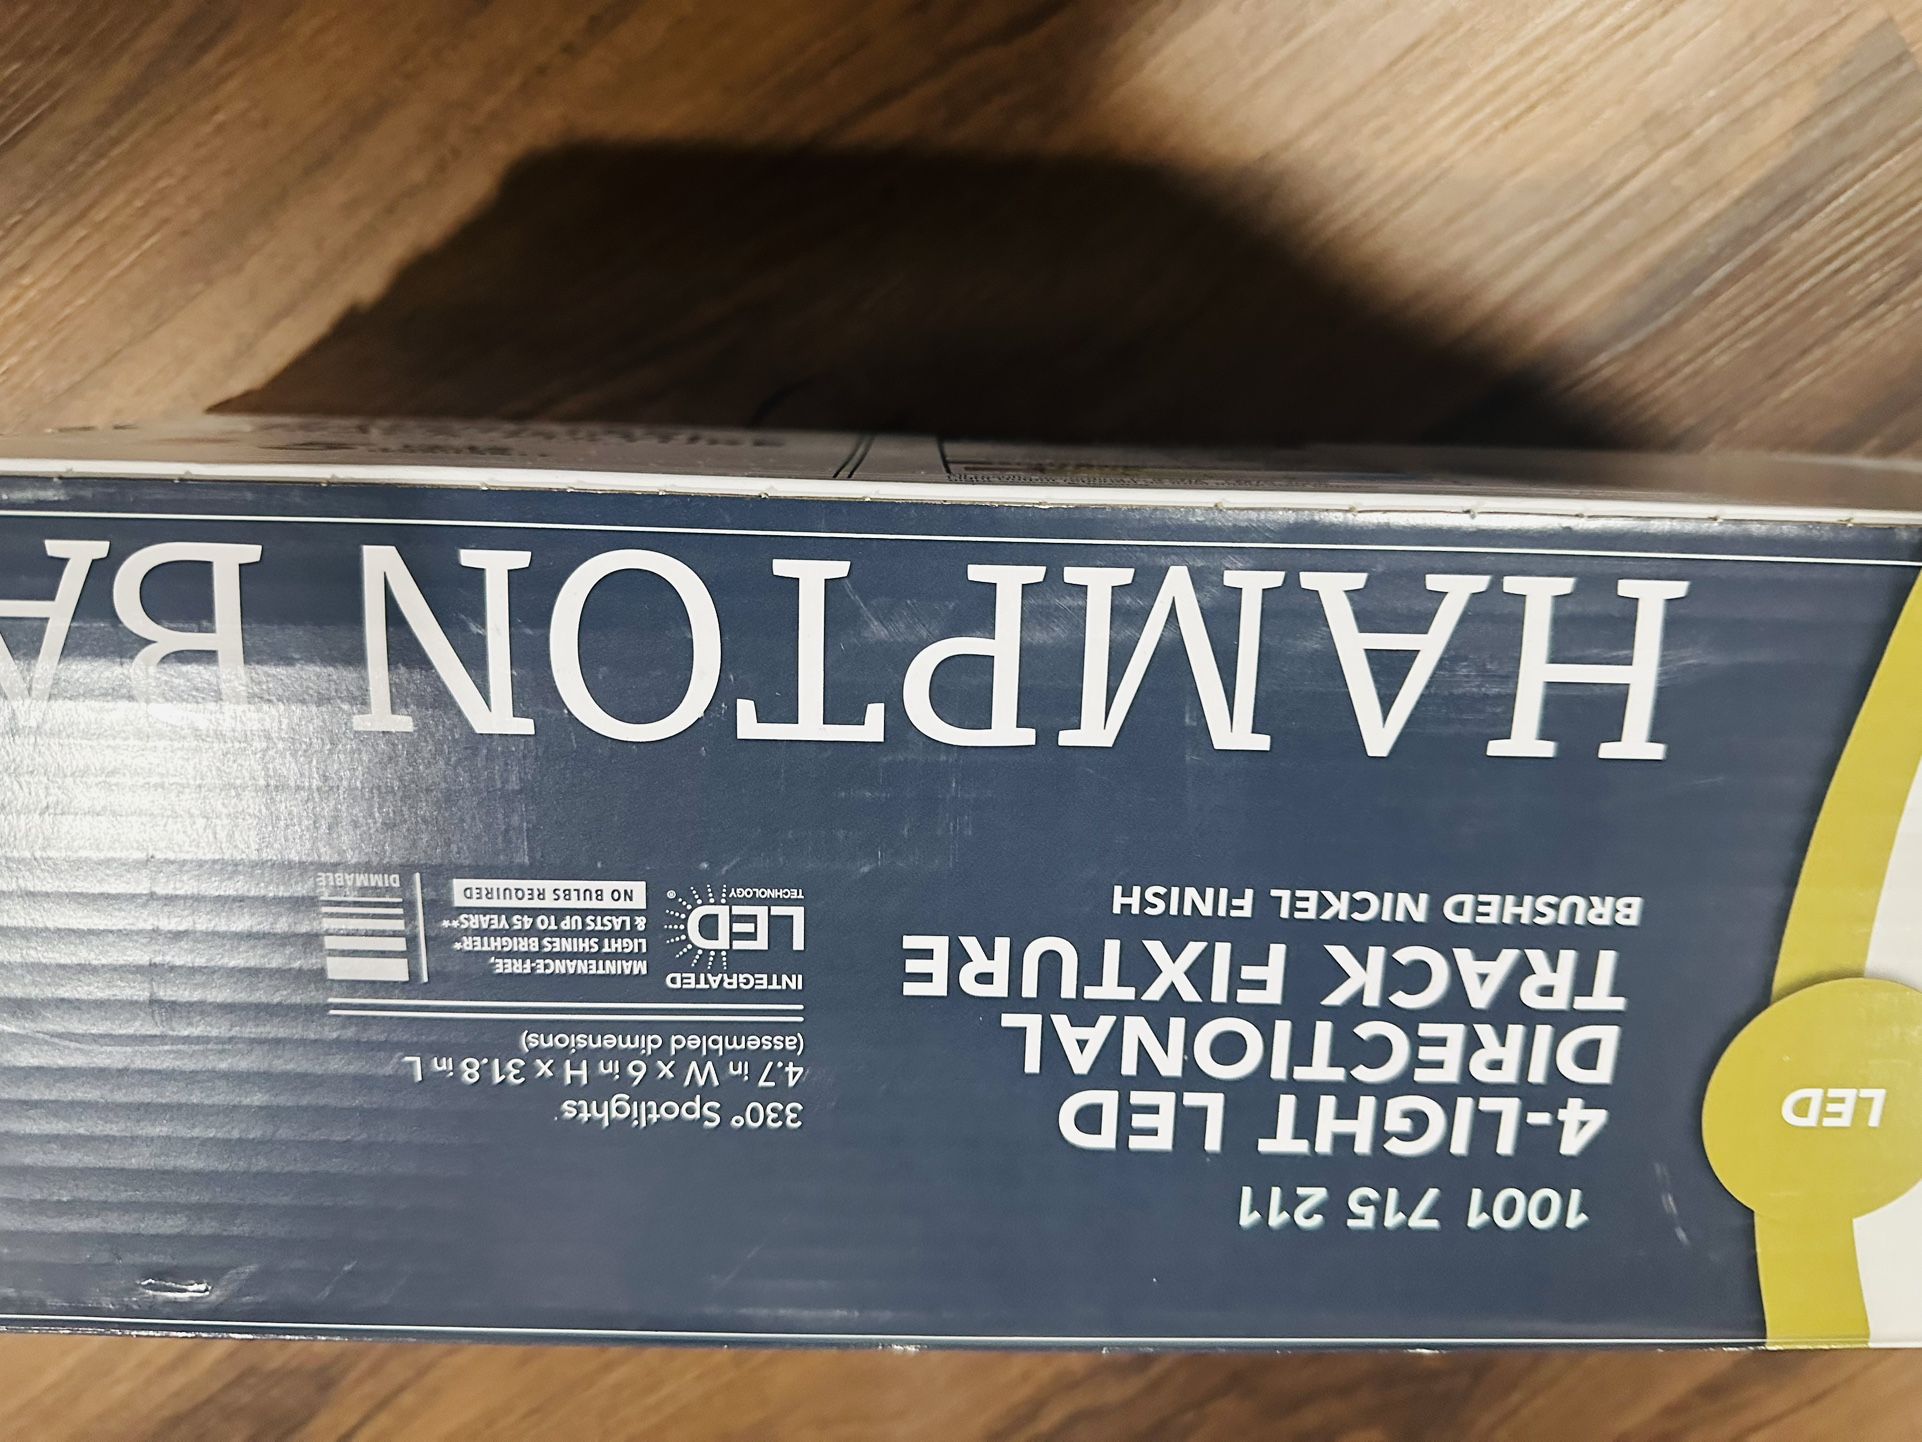 HAMPTON BA
1001 715 211
4-LIGHT LED
DIRECTIONAL
TRACK FIXTURE
BRUSHED NICKEL FINISH
330° Spotlights
4.7 in W x 6 in H x 31.8 in L
(assembled dimensions)
INTEGRATED
LED
TECHNOLOGY®
MAINTENANCE-FREE,
LIGHT SHINES BRIGHTER*
& LASTS UP TO 45 YEARS**
NO BULBS REQUIRED
DIMMABLE
LED